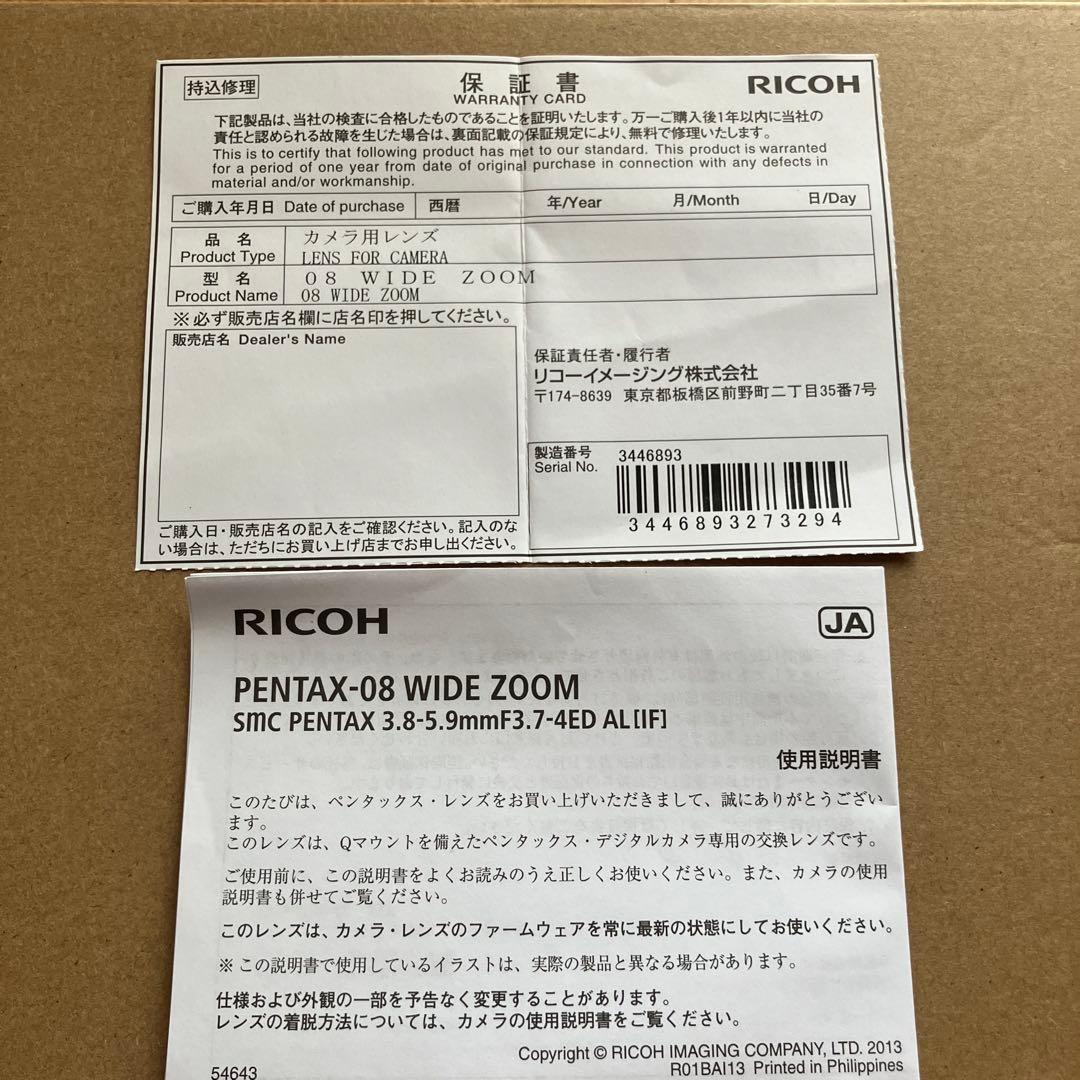 持込修理
保証書
WARRANTY CARD
RICOH
下記製品は、当社の検査に合格したものであることを証明いたします。万一ご購入後1年以内に当社の
責任と認められる故障を生じた場合は、裏面記載の保証規定により、無料で修理いたします。
This is to certify that following product has met to our standard. This product is warranted
for a period of one year from date of original purchase in connection with any defects in
material and/or workmanship.
ご購入年月日 Date of purchase 西暦 年/Year 月/Month 日/Day
品名 カメラ用レンズ
Product Type LENS FOR CAMERA
型名 08 WIDE ZOOM
Product Name 08 WIDE ZOOM
※必ず販売店名欄に店名印を押してください。
販売店名 Dealer's Name
保証責任者・履行者
リコーイメージング株式会社
〒174-8639 東京都板橋区前野町二丁目35番7号
製造番号 3446893
Serial No.
3446893273294
ご購入日・販売店名の記入をご確認ください。記入のな
い場合は、ただちにお買い上げ店までお申し出ください。
RICOH
JA
PENTAX-08 WIDE ZOOM
smc PENTAX 3.8-5.9mmF3.7-4ED AL[IF]
使用説明書
このたびは、ペンタックス・レンズをお買い上げいただきまして、誠にありがとうござい
ます。
このレンズは、Qマウントを備えたペンタックス・デジタルカメラ専用の交換レンズです。
ご使用前に、この説明書をよくお読みのうえ正しくお使いください。また、カメラの使用
説明書も併せてご覧ください。
このレンズは、カメラ・レンズのファームウェアを常に最新の状態にしてお使いください。
※ この説明書で使用しているイラストは、実際の製品と異なる場合があります。
仕様および外観の一部を予告なく変更することがあります。
レンズの着脱方法については、カメラの使用説明書をご覧ください。
Copyright © RICOH IMAGING COMPANY, LTD. 2013
54643 R01BAI13 Printed in Philippines